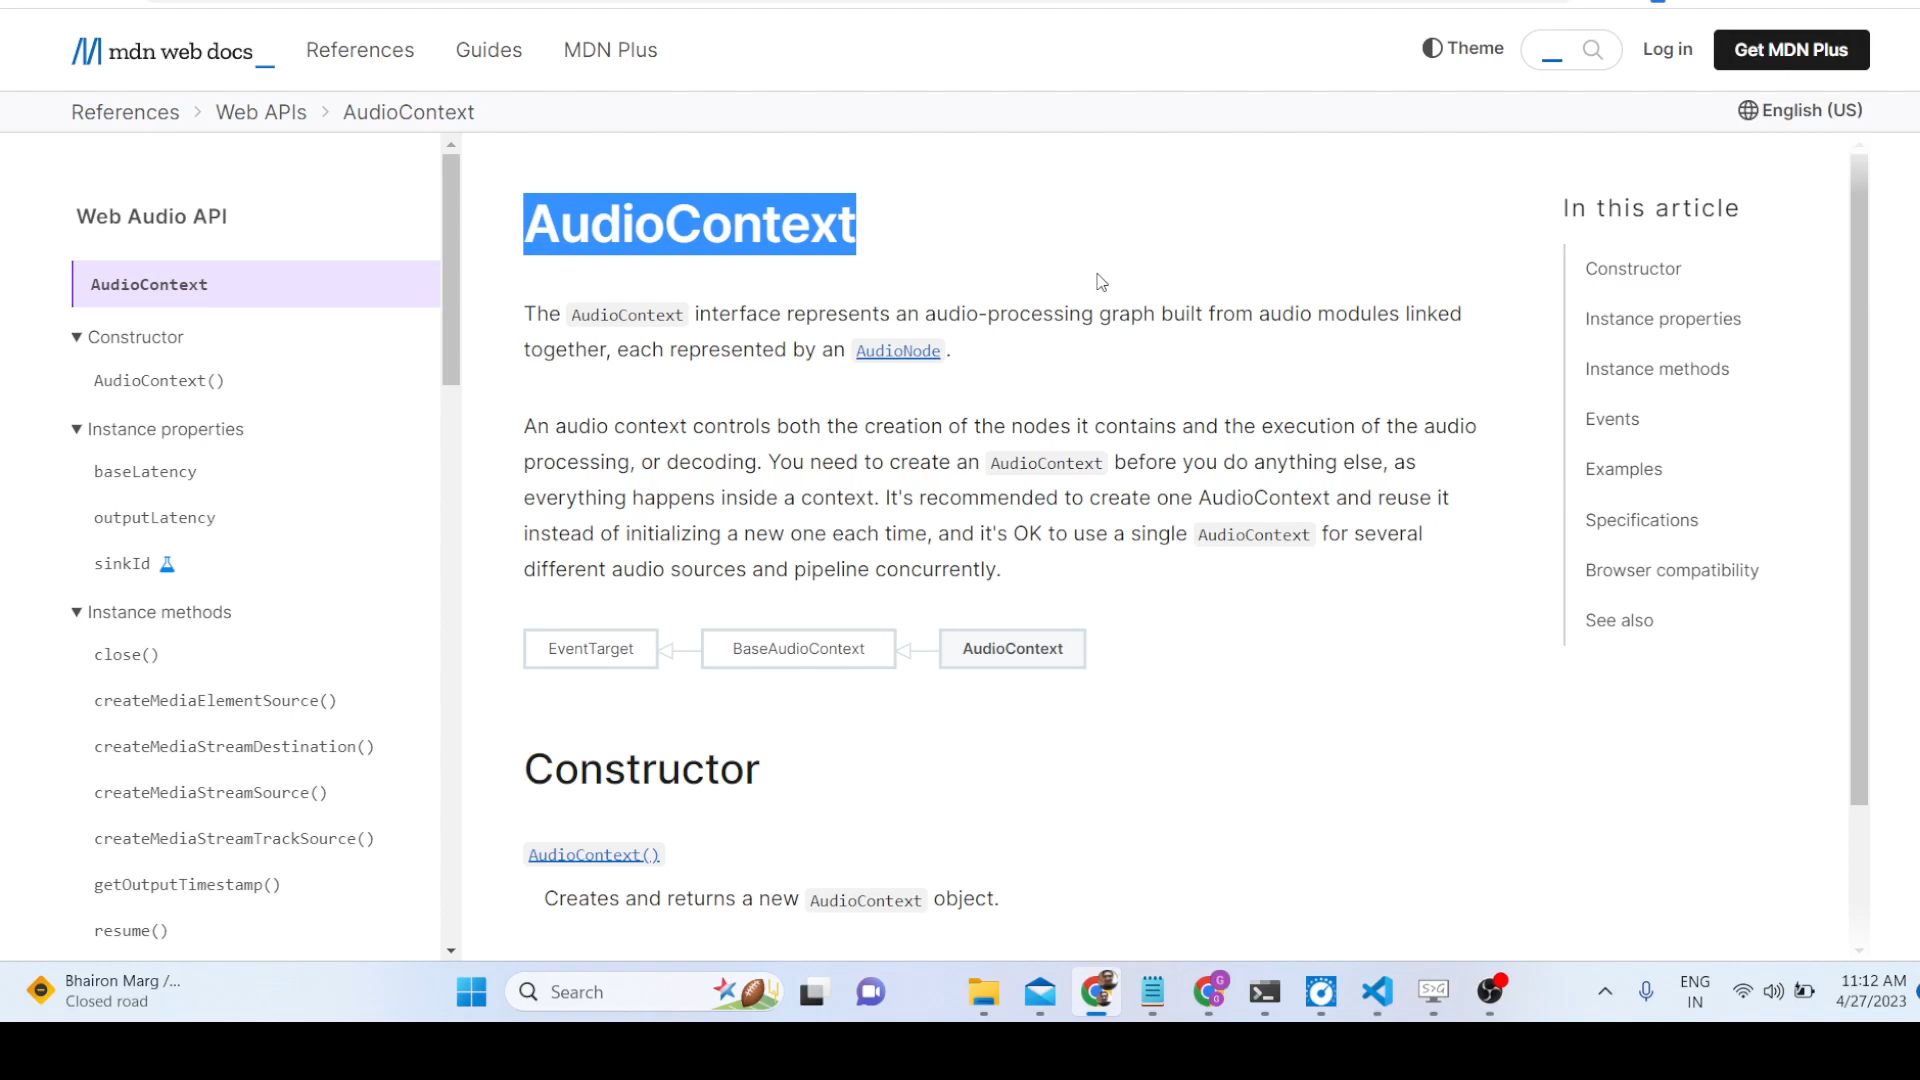 mdn web docs_
References
Guides
MDN Plus
Theme
Log in
Get MDN Plus
References > Web APIs > AudioContext
English (US)
Web Audio API
AudioContext
Constructor
AudioContext()
Instance properties
baseLatency
outputLatency
sinkId
Instance methods
close()
createMediaElementSource()
createMediaStreamDestination()
createMediaStreamSource()
createMediaStreamTrackSource()
getOutputTimestamp()
resume()
AudioContext
The AudioContext interface represents an audio-processing graph built from audio modules linked
together, each represented by an AudioNode.
An audio context controls both the creation of the nodes it contains and the execution of the audio
processing, or decoding. You need to create an AudioContext before you do anything else, as
everything happens inside a context. It's recommended to create one AudioContext and reuse it
instead of initializing a new one each time, and it's OK to use a single AudioContext for several
different audio sources and pipeline concurrently.
EventTarget
BaseAudioContext
AudioContext
Constructor
AudioContext()
Creates and returns a new AudioContext object.
In this article
Constructor
Instance properties
Instance methods
Events
Examples
Specifications
Browser compatibility
See also
Bhairon Marg /...
Closed road
Search
ENG
IN
11:12 AM
4/27/2023